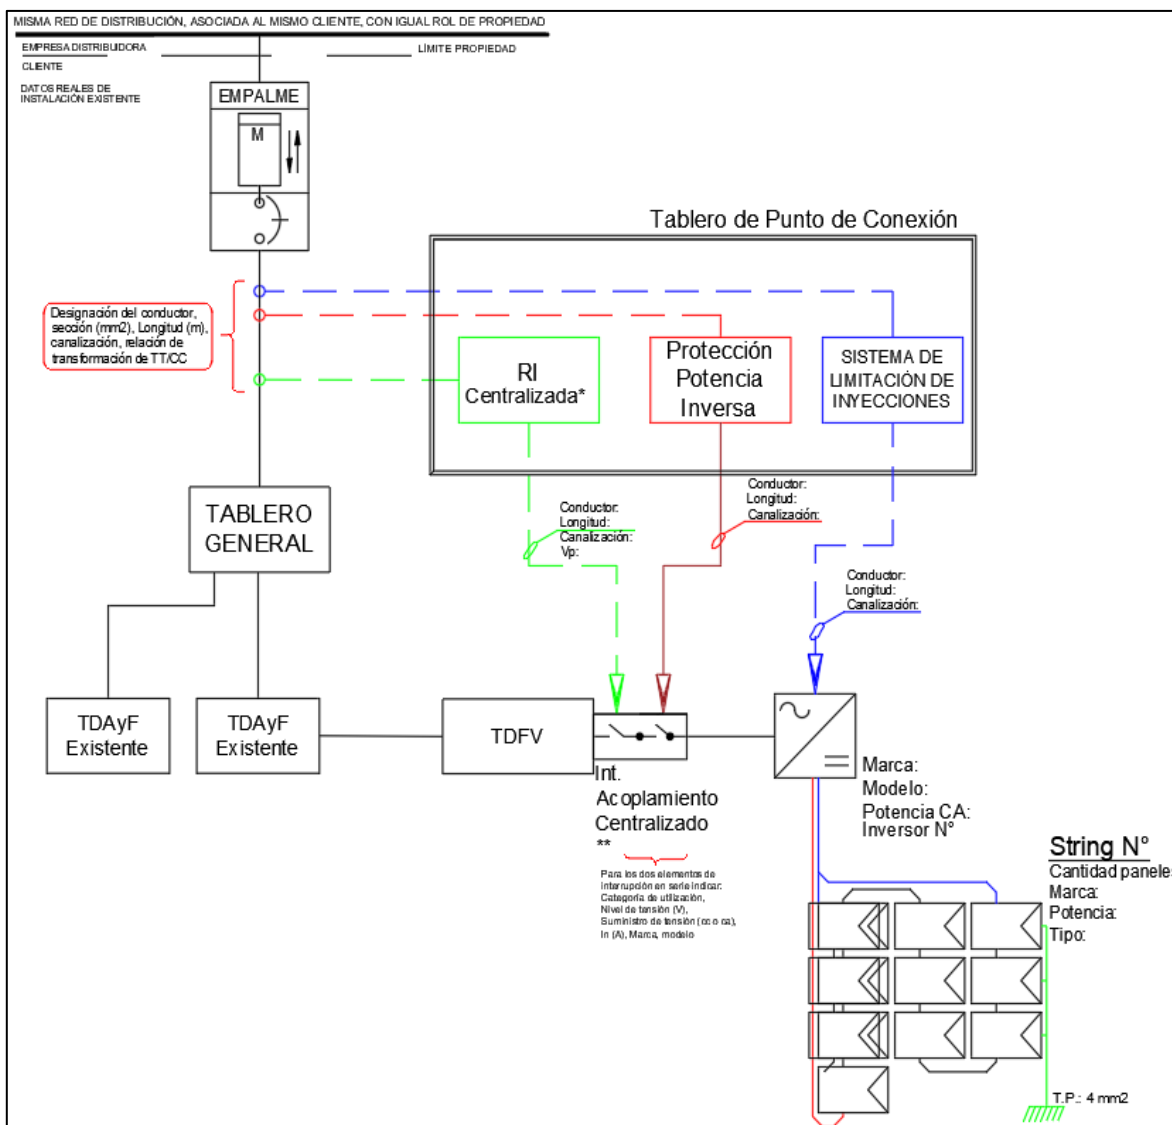 MISMA RED DE DISTRIBUCIÓN, ASOCIADA AL MISMO CLIENTE, CON IGUAL ROL DE PROPIEDAD
EMPRESA DISTRIBUIDORA
LÍMITE PROPIEDAD
CLIENTE
DATOS REALES DE
INSTALACIÓN EXISTENTE
EMPALME
M
Tablero de Punto de Conexión
Designación del conductor,
sección (mm2), Longitud (m),
canalización, relación de
transformación de TT/CC
RI
Centralizada*
Protección
Potencia
Inversa
SISTEMA DE
LIMITACIÓN DE
INYECCIONES
TABLERO
GENERAL
Conductor:
Longitud:
Canalización:
Vp:
Conductor:
Longitud:
Canalización:
Conductor:
Longitud:
Canalización:
TDAyF
Existente
TDAyF
Existente
TDFV
Int.
Acoplamiento
Centralizado
**
Para los dos elementos de
interrupción en serie indicar:
Categoría de utilización,
Nivel de tensión (V),
Suministro de tensión (cc o ca),
In (A), Marca, modelo
Marca:
Modelo:
Potencia CA:
Inversor N°
String N°
Cantidad paneles
Marca:
Potencia:
Tipo:
T.P.: 4 mm2